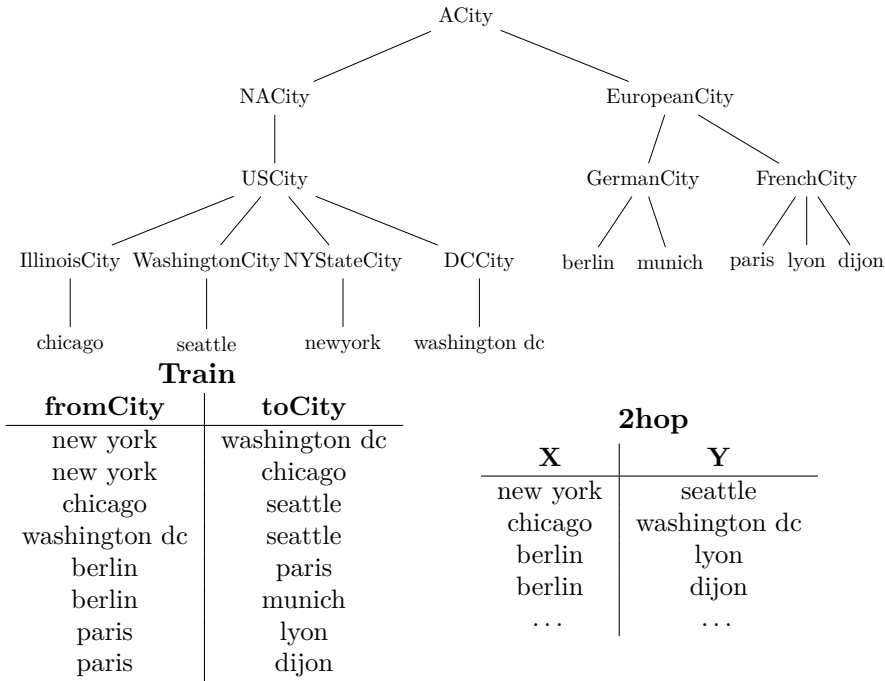 ACity
NACity EuropeanCity
USCity GermanCity FrenchCity
IllinoisCity WashingtonCity NYStateCity DCCity berlin munich paris lyon dijon
chicago seattle newyork washington dc
Train
fromCity toCity
new york washington dc
new york chicago
chicago seattle
washington dc seattle
berlin paris
berlin munich
paris lyon
paris dijon
2hop
X Y
new york seattle
chicago washington dc
berlin lyon
berlin dijon
... ...